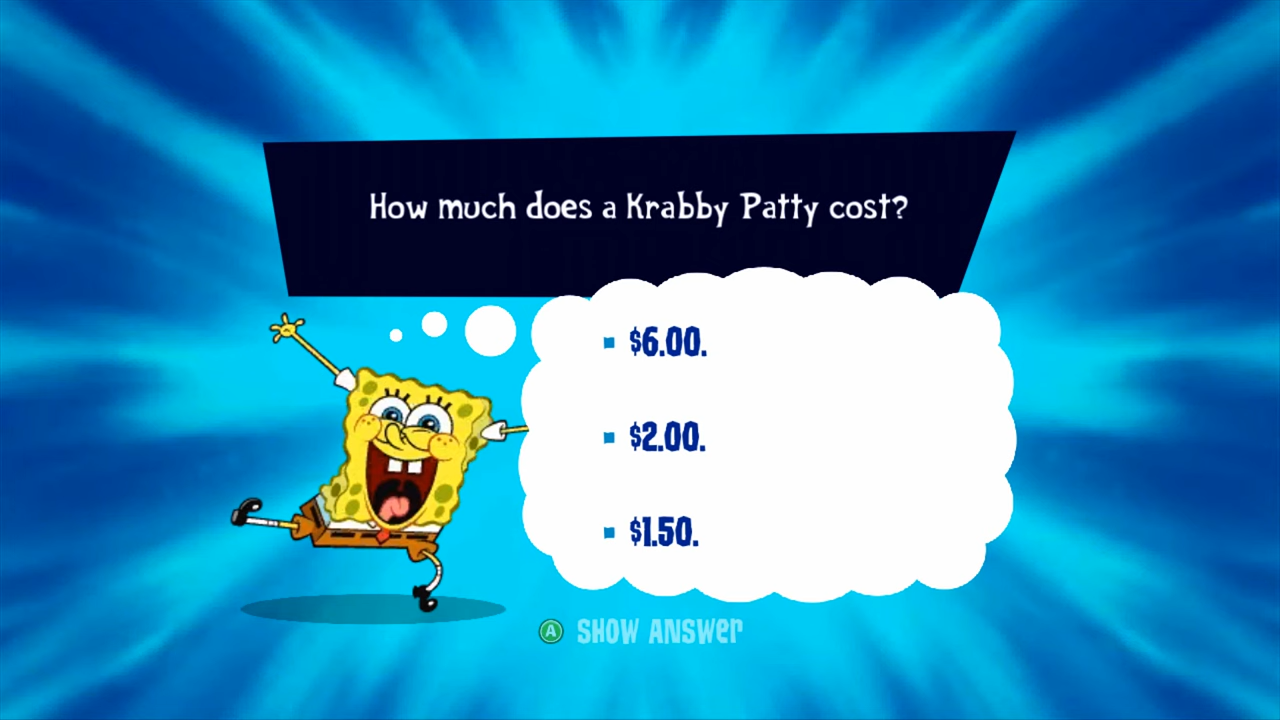 How much does a Krabby Patty cost?
$6.00.
$2.00.
$1.50.
A SHOW ANSWER